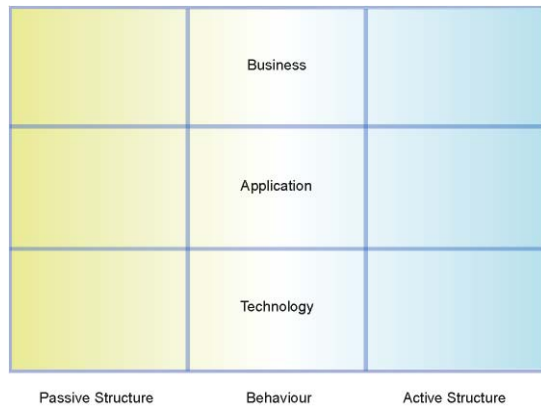 Business
Application
Technology
Passive Structure
Behaviour
Active Structure